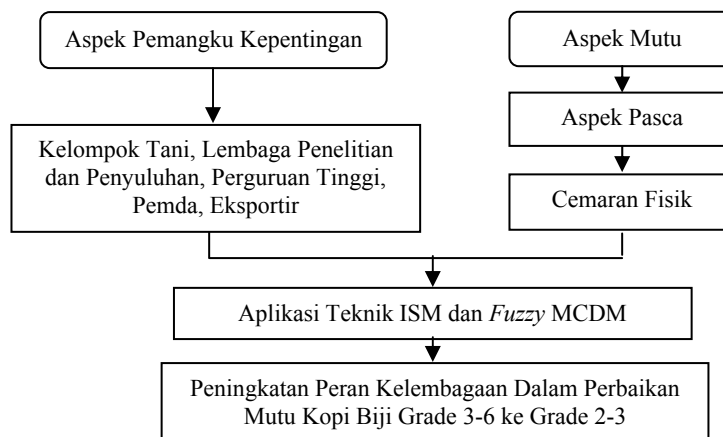 Aspek Pemangku Kepentingan
Kelompok Tani, Lembaga Penelitian
dan Penyuluhan, Perguruan Tinggi,
Pemda, Eksportir
Aspek Mutu
Aspek Pasca
Cemaran Fisik
Aplikasi Teknik ISM dan Fuzzy MCDM
Peningkatan Peran Kelembagaan Dalam Perbaikan
Mutu Kopi Biji Grade 3-6 ke Grade 2-3